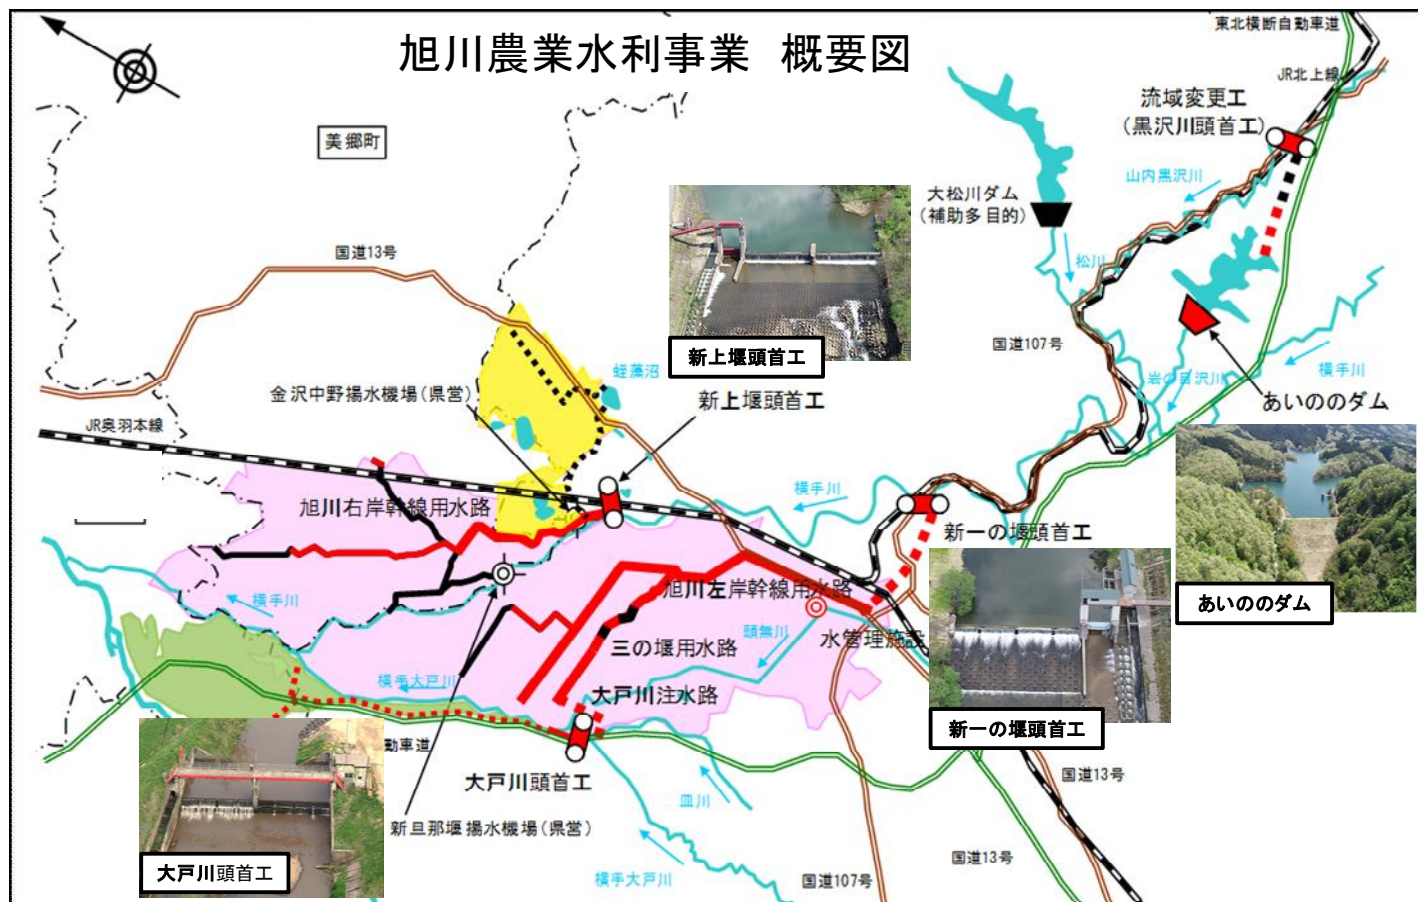 旭川農業水利事業　概要図
東北横断自動車道
JR北上線
流域変更工
(黒沢川頭首工)
美郷町
山内黒沢川
大松川ダム
(補助多目的)
国道13号
松川
新上堰頭首工
国道107号
横手川
蛭藻沼
岩の目沢川
金沢中野揚水機場(県営)
新上堰頭首工
あいののダム
JR奥羽本線
横手川
旭川右岸幹線用水路
新一の堰頭首工
旭川左岸幹線用水路
あいののダム
横手川
頭無川
水管理施設
三の堰用水路
横手大戸川
大戸川注水路
新一の堰頭首工
動車道
大戸川頭首工
国道13号
皿川
新旦那堰揚水機場(県営)
国道13号
大戸川頭首工
横手大戸川
国道107号